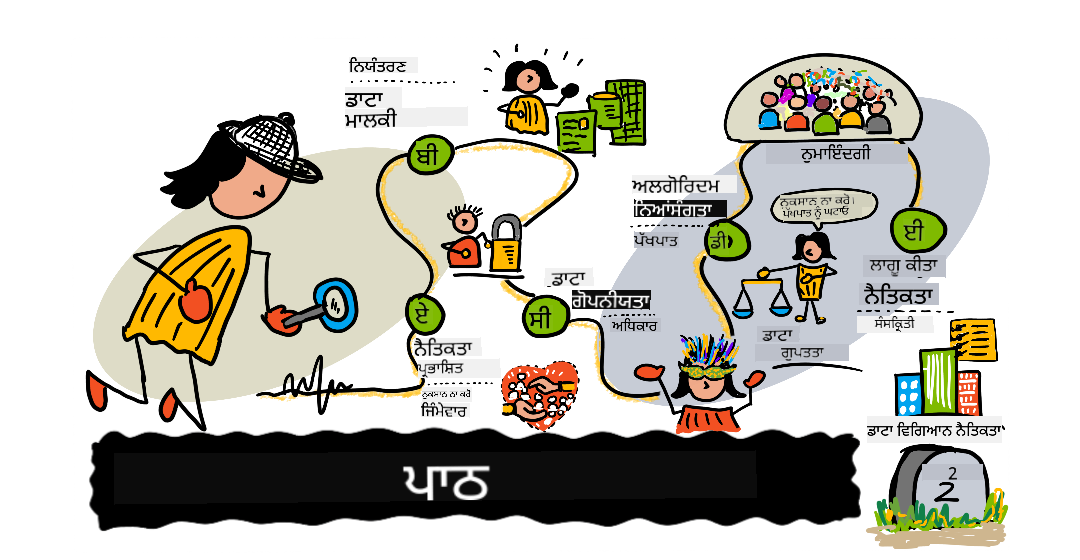 ਨਿਯੰਤਰਣ
ਡਾਟਾ
ਮਾਲਕੀ
ਬੀ
ਨੁਮਾਇੰਦਗੀ
ਅਲਗੋਰਿਦਮ
ਨਿਆਂਸੰਗਤਾ
ਪੱਖਪਾਤ
ਡੀ
ਨੁਕਸਾਨ ਨਾ ਕਰੋ।
ਪੱਖਪਾਤ ਨੂੰ ਘਟਾਓ
ਈ
ਲਾਗੂ ਕੀਤਾ
ਨੈਤਿਕਤਾ
ਸੰਸਕ੍ਰਿਤੀ
ਡਾਟਾ
ਗੋਪਨੀਯਤਾ
ਅਧਿਕਾਰ
ਸੀ
ਏ
ਨੈਤਿਕਤਾ
ਪ੍ਰਭਾਸ਼ਿਤ
ਨੁਕਸਾਨ ਨਾ ਕਰੋ
ਜ਼ਿੰਮੇਵਾਰ
ਡਾਟਾ
ਗੁਪਤਤਾ
ਡਾਟਾ ਵਿਗਿਆਨ ਨੈਤਿਕਤਾ
ਪਾਠ
2
2